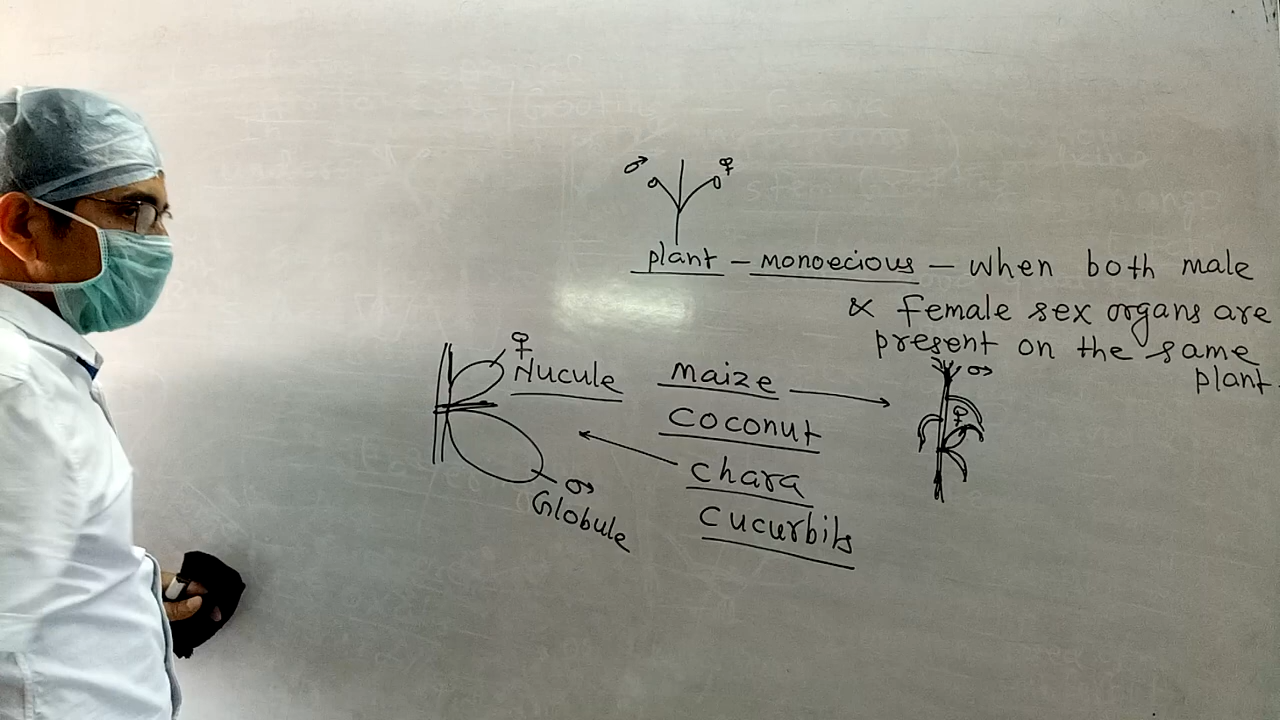 ♂ ♀
plant – monoecious – when both male
& female sex organs are
present on the same
plant
♀
Nucule
♂
Globule
Maize
Coconut
chara
Cucurbits
♂
♀